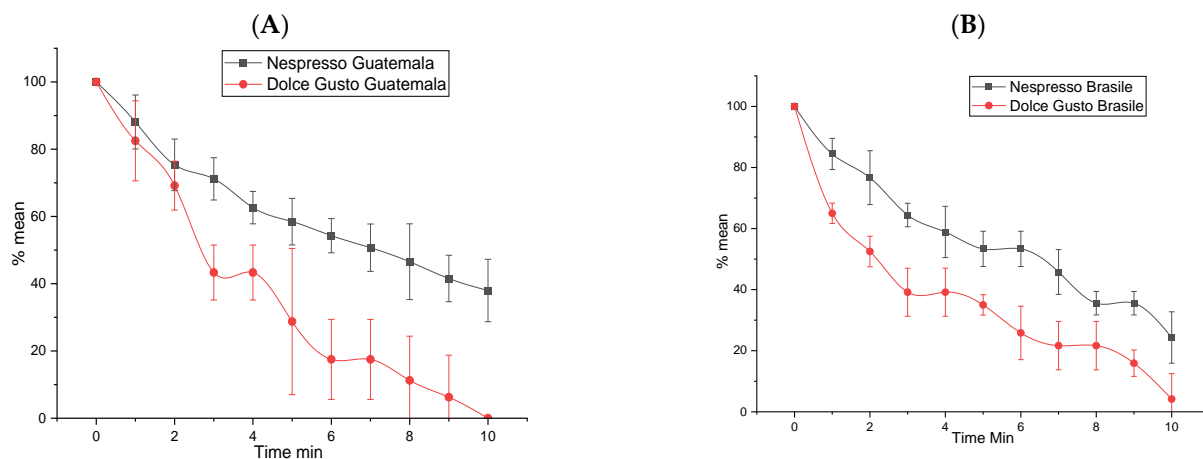 (A)
Nespresso Guatemala
Dolce Gusto Guatemala
100
80
60
40
20
0
% mean
0 2 4 6 8 10
Time min
(B)
Nespresso Brasile
Dolce Gusto Brasile
100
80
60
40
20
0
% mean
0 2 4 6 8 10
Time Min